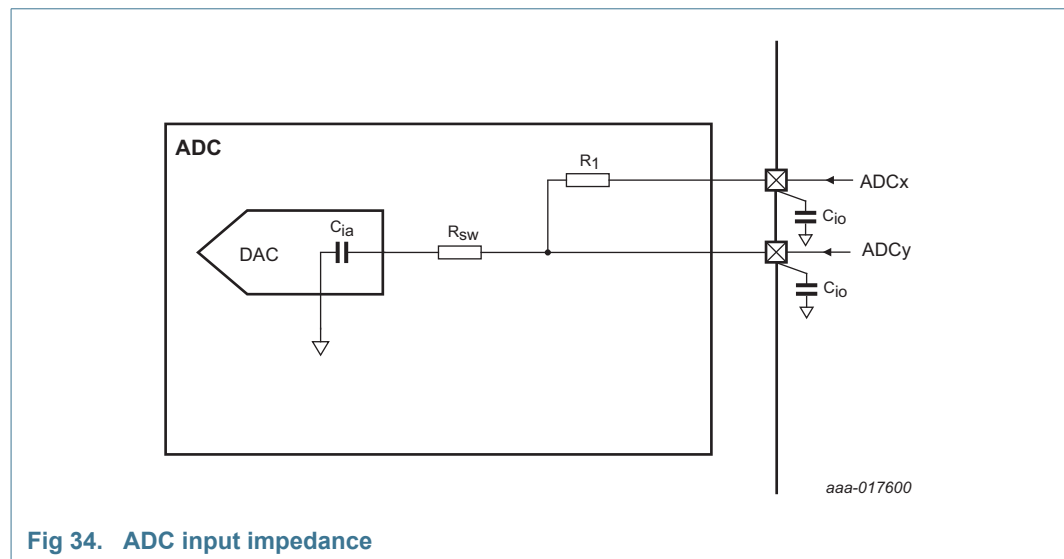 ADC
R1
ADCx
Cio
Cia
Rsw
DAC
ADCy
Cio
aaa-017600
Fig 34. ADC input impedance